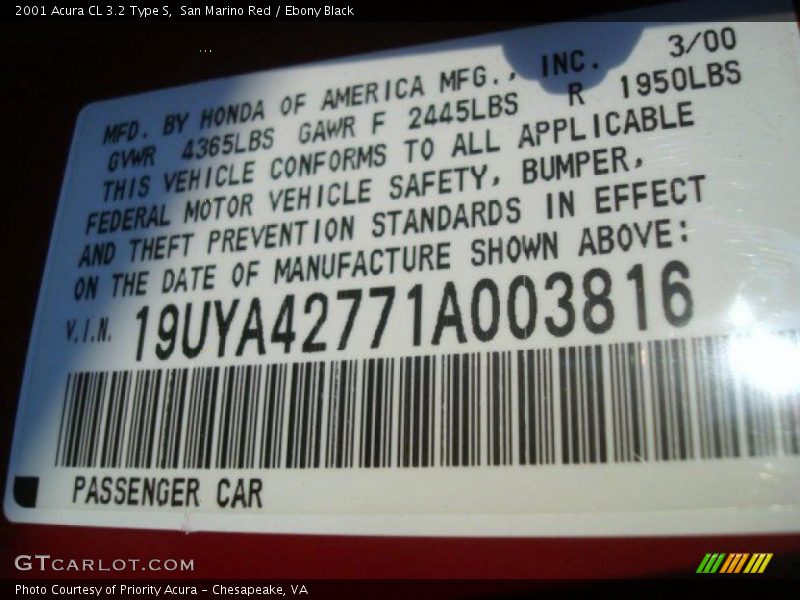 2001 Acura CL 3.2 Type S,  San Marino Red / Ebony Black
MFD. BY HONDA OF AMERICA MFG., INC. 3/00
GVWR 4365LBS GAWR F 2445LBS R 1950LBS
THIS VEHICLE CONFORMS TO ALL APPLICABLE
FEDERAL MOTOR VEHICLE SAFETY, BUMPER,
AND THEFT PREVENTION STANDARDS IN EFFECT
ON THE DATE OF MANUFACTURE SHOWN ABOVE:
V.I.N. 19UYA42771A003816
PASSENGER CAR
GTCARLOT.COM
Photo Courtesy of Priority Acura – Chesapeake, VA